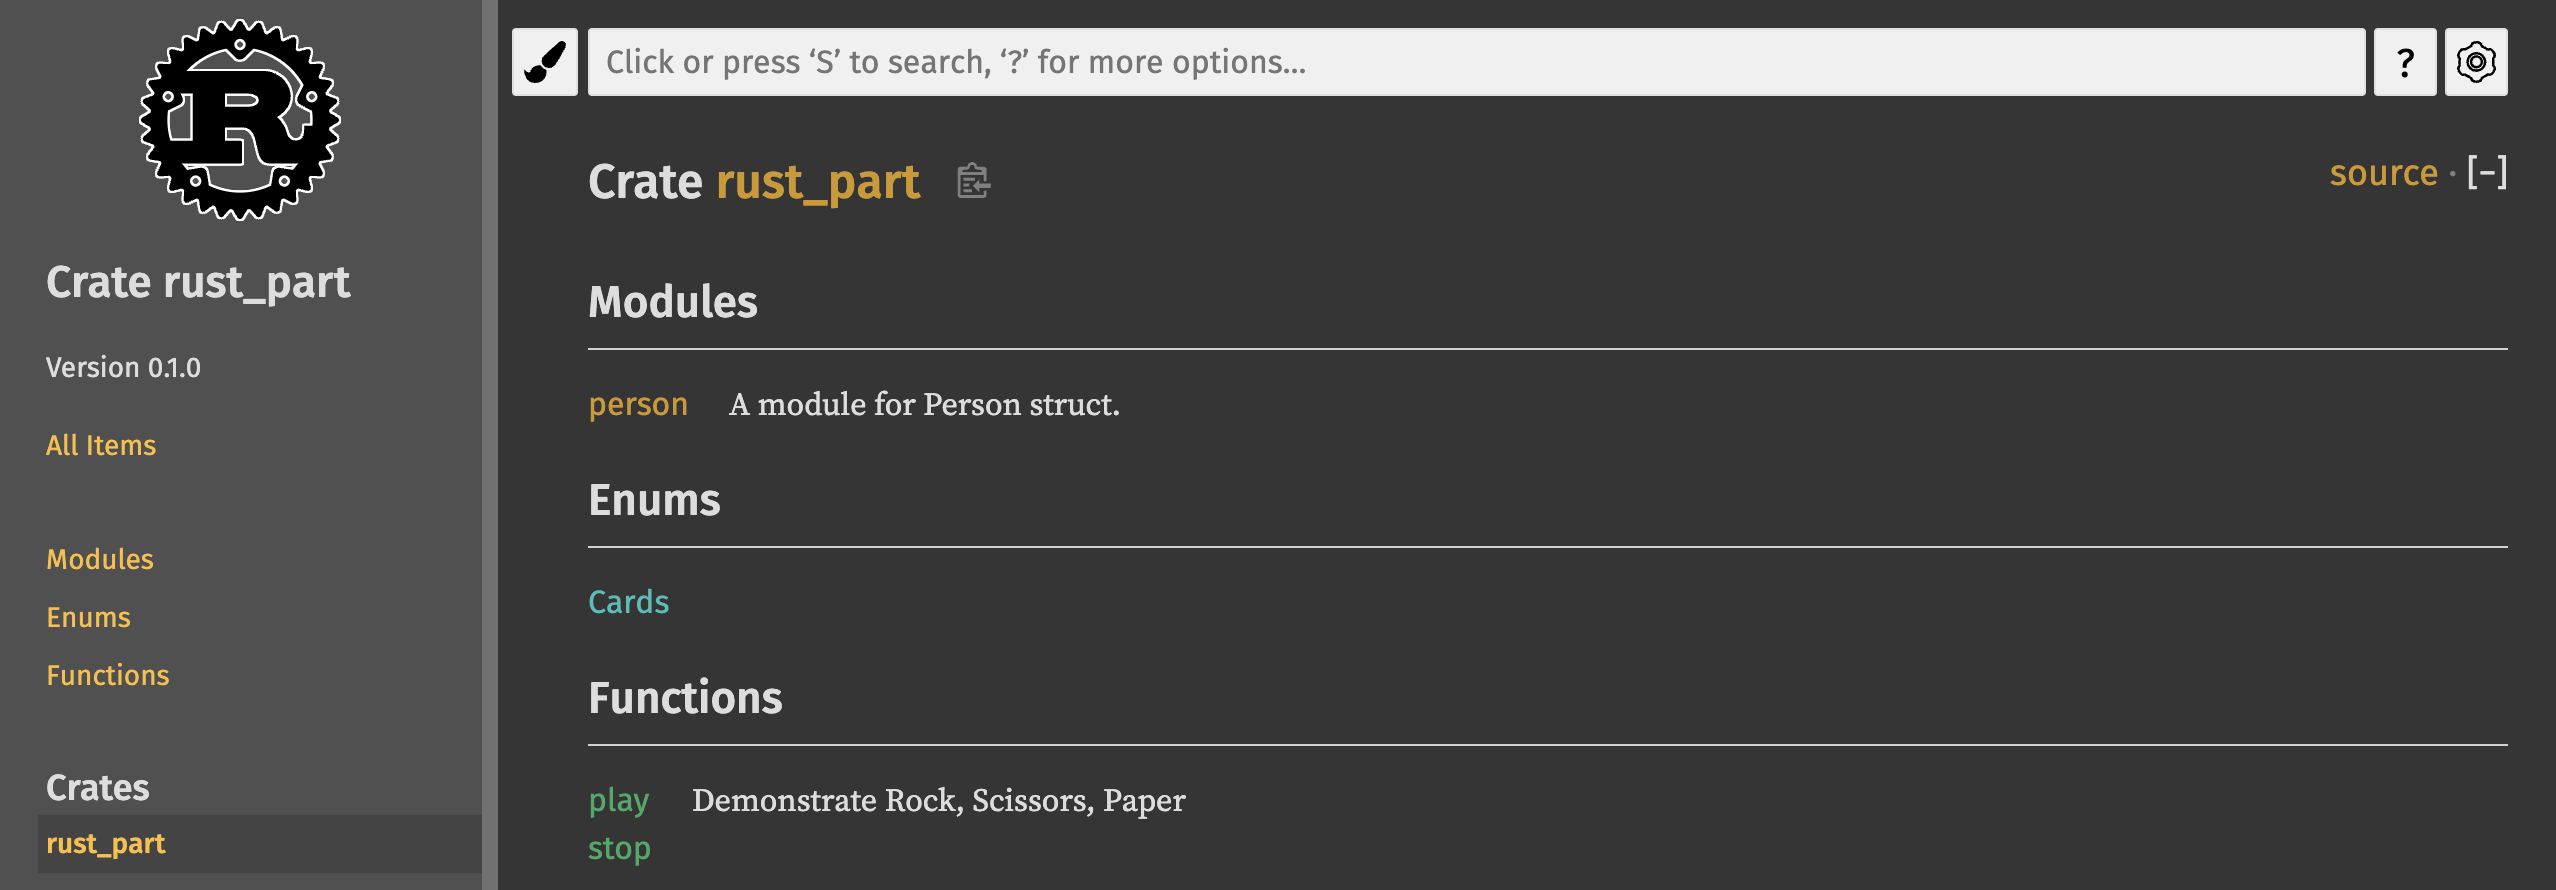 R
Crate rust_part
Version 0.1.0
All Items
Modules
Enums
Functions
Crates
rust_part
Click or press ‘S’ to search, ‘?’ for more options...
?
Crate rust_part
source · [−]
Modules
person A module for Person struct.
Enums
Cards
Functions
play Demonstrate Rock, Scissors, Paper
stop